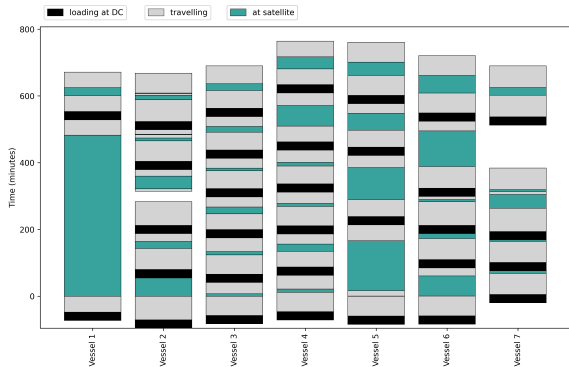 loading at DC travelling at satellite
800
600
400
200
0
Time (minutes)
Vessel 1 Vessel 2 Vessel 3 Vessel 4 Vessel 5 Vessel 6 Vessel 7